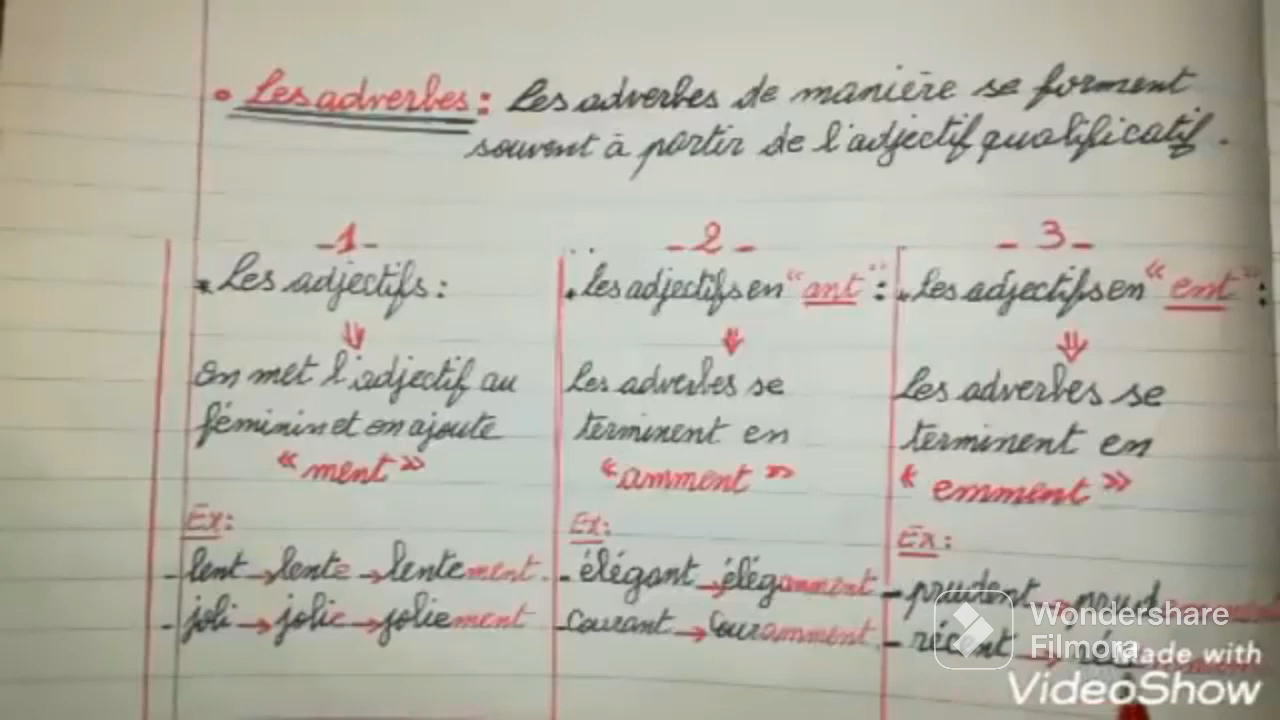 • Les adverbes : Les adverbes de manière se forment
souvent à partir de l'adjectif qualificatif.
-1-
* Les adjectifs :
⇓
on met l'adjectif au
féminin et on ajoute
« ment »
Ex :
- lent → lente → lentement.
- joli → jolie → joliement
-2-
. Les adjectifs en "ant" :
⇓
Les adverbes se
terminent en
« amment »
Ex :
- élégant → élégamment
- courant → couramment
-3-
. Les adjectifs en « ent » :
⇓
Les adverbes se
terminent en
« emment »
Ex :
- prudent →
- récent →
Wondershare
Filmora
Made with
VideoShow